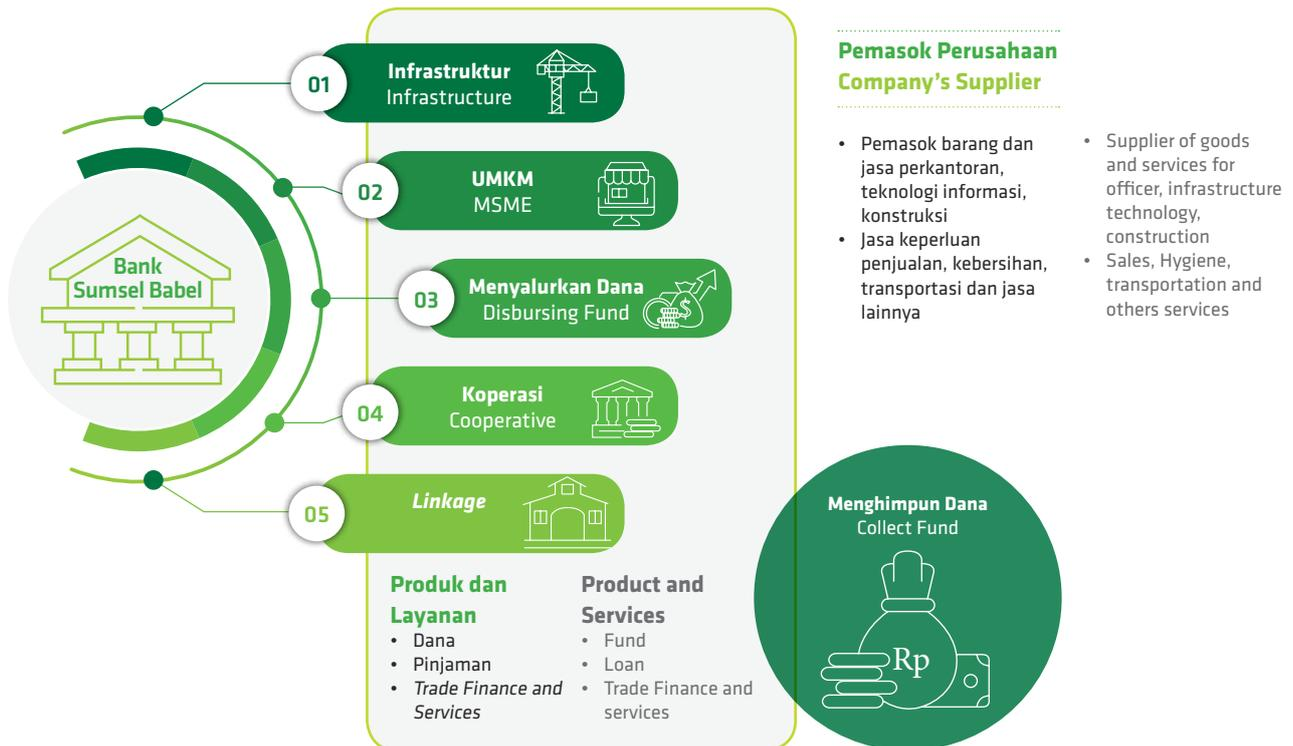 Bank
Sumsel Babel
01
Infrastruktur
Infrastructure
02
UMKM
MSME
03
Menyalurkan Dana
Disbursing Fund
$
04
Koperasi
Cooperative
05
Linkage
Produk dan
Layanan
• Dana
• Pinjaman
• Trade Finance and
Services
Product and
Services
• Fund
• Loan
• Trade Finance and
services
Pemasok Perusahaan
Company’s Supplier
• Pemasok barang dan
jasa perkantoran,
teknologi informasi,
konstruksi
• Jasa keperluan
penjualan, kebersihan,
transportasi dan jasa
lainnya
• Supplier of goods
and services for
officer, infrastructure
technology,
construction
• Sales, Hygiene,
transportation and
others services
Menghimpun Dana
Collect Fund
Rp